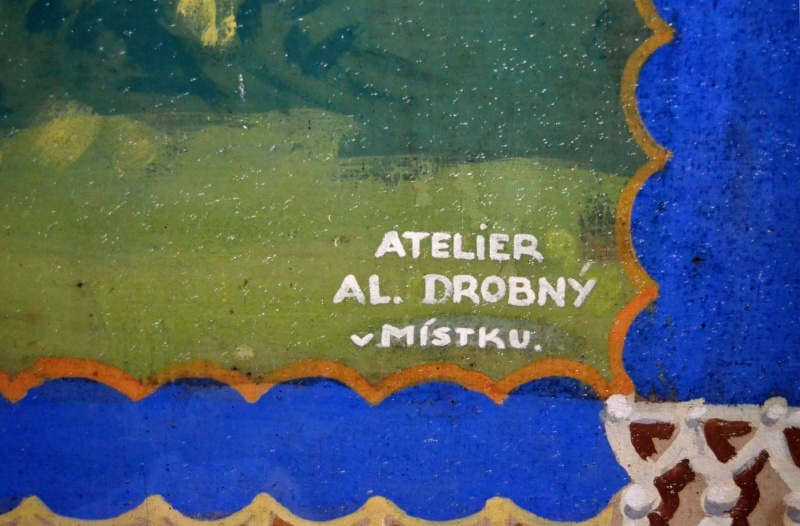 ATELiER
AL. DROBNÝ
v MÍSTKU.